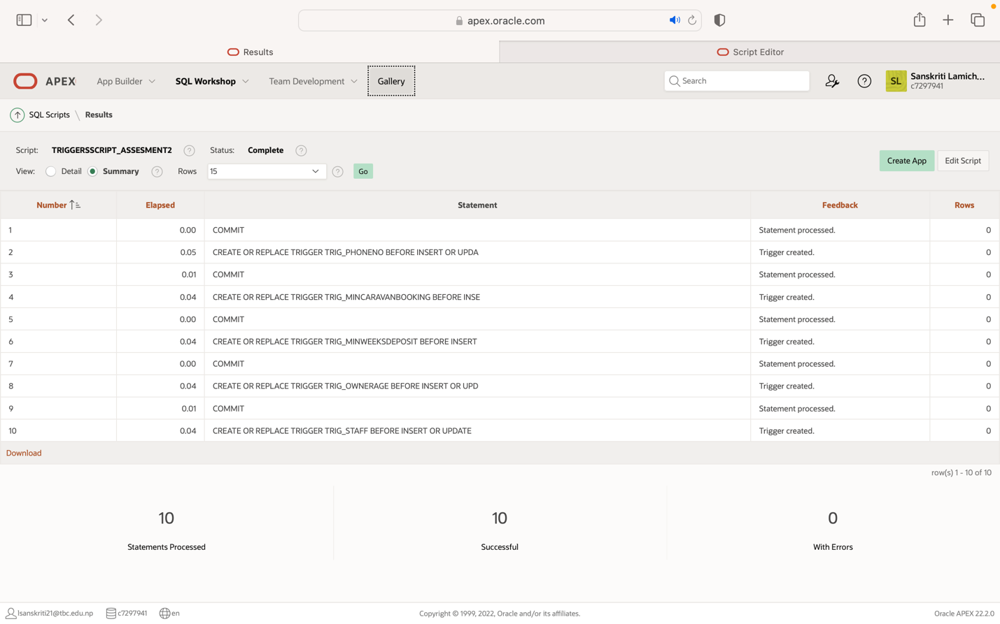 apex.oracle.com
Results
Script Editor
APEX
App Builder
SQL Workshop
Team Development
Gallery
Search
SL
Sanskriti Lamich...
c7297941
SQL Scripts \ Results
Script: TRIGGERSSCRIPT_ASSESMENT2 ? Status: Complete ?
View: Detail Summary ? Rows 15 ? Go
Create App
Edit Script
Number Elapsed Statement Feedback Rows
1 0.00 COMMIT Statement processed. 0
2 0.05 CREATE OR REPLACE TRIGGER TRIG_PHONENO BEFORE INSERT OR UPDA Trigger created. 0
3 0.01 COMMIT Statement processed. 0
4 0.04 CREATE OR REPLACE TRIGGER TRIG_MINCARAVANBOOKING BEFORE INSE Trigger created. 0
5 0.00 COMMIT Statement processed. 0
6 0.04 CREATE OR REPLACE TRIGGER TRIG_MINWEEKSDEPOSIT BEFORE INSERT Trigger created. 0
7 0.00 COMMIT Statement processed. 0
8 0.04 CREATE OR REPLACE TRIGGER TRIG_OWNERAGE BEFORE INSERT OR UPD Trigger created. 0
9 0.01 COMMIT Statement processed. 0
10 0.04 CREATE OR REPLACE TRIGGER TRIG_STAFF BEFORE INSERT OR UPDATE Trigger created. 0
Download
row(s) 1 - 10 of 10
10 10 0
Statements Processed Successful With Errors
lsanskriti21@tbc.edu.np c7297941 en
Copyright © 1999, 2022, Oracle and/or its affiliates.
Oracle APEX 22.2.0